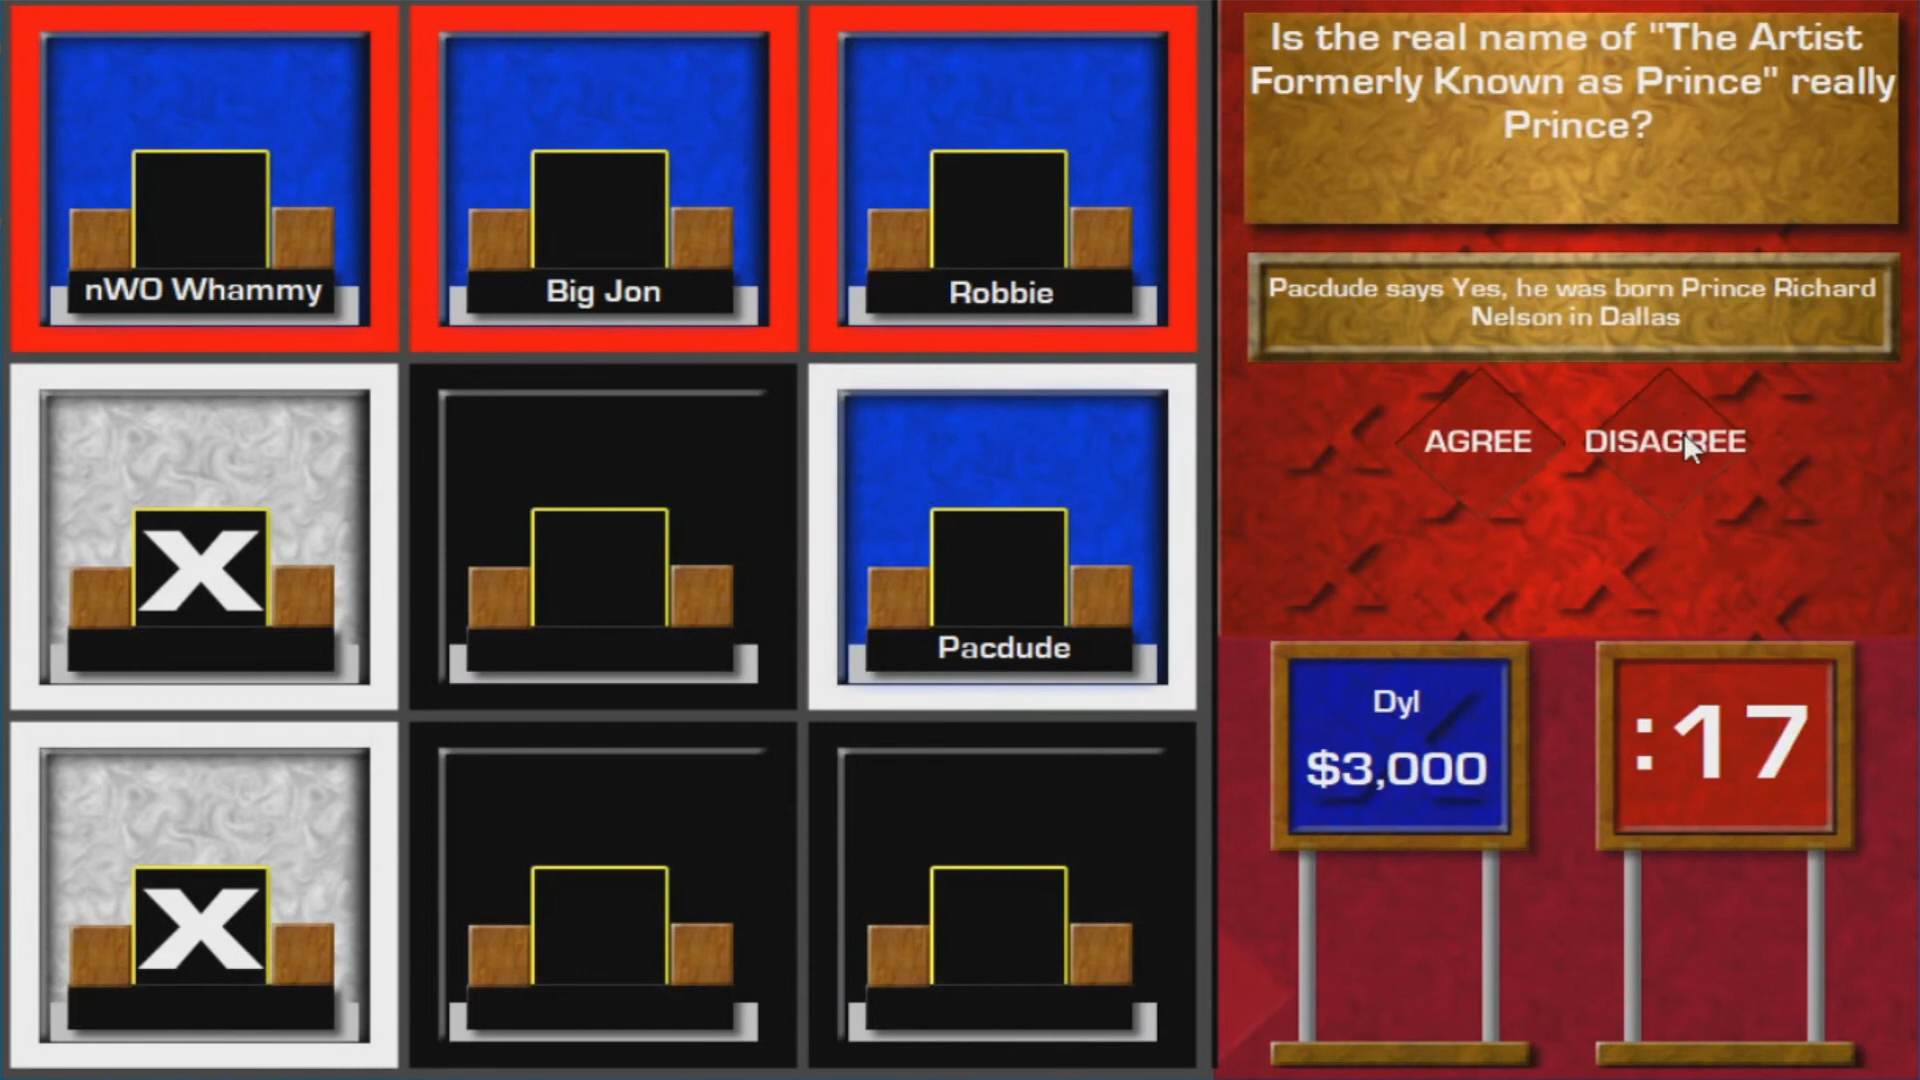 Is the real name of "The Artist
Formerly Known as Prince" really
Prince?
Pacdude says Yes, he was born Prince Richard
Nelson in Dallas
AGREE
DISAGREE
nWO Whammy
Big Jon
Robbie
X
Pacdude
X
Dyl
$3,000
:17